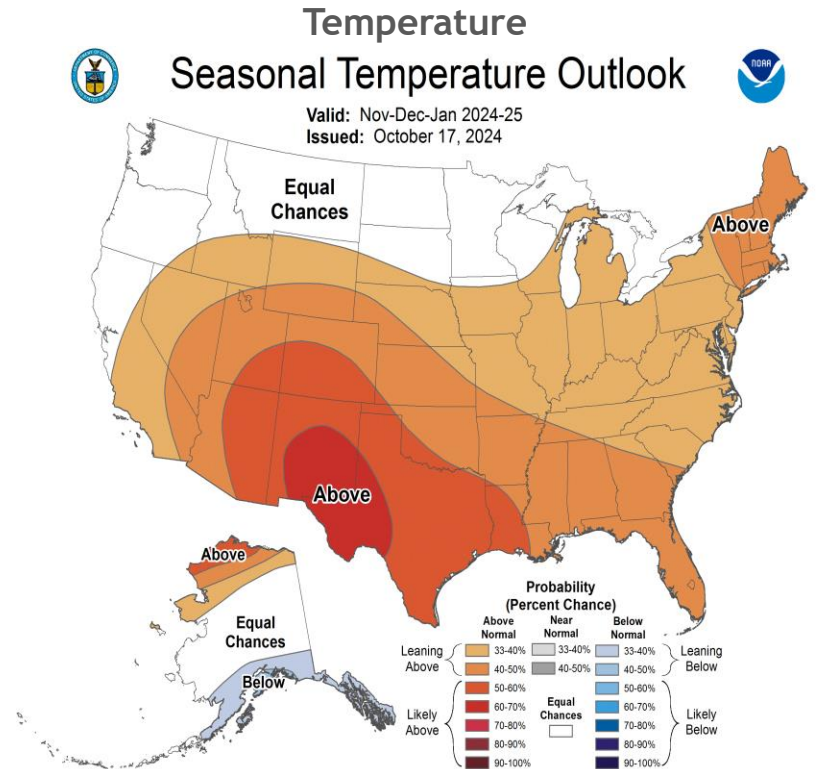 Temperature
Seasonal Temperature Outlook
NOAA
Valid: Nov-Dec-Jan 2024-25
Issued: October 17, 2024
Equal
Chances
Above
Above
Above
Equal
Chances
Below
Probability
(Percent Chance)
Above
Normal
Near
Normal
Below
Normal
Leaning
Above
33-40%
40-50%
33-40%
40-50%
33-40%
40-50%
Leaning
Below
Likely
Above
50-60%
60-70%
70-80%
80-90%
90-100%
Equal
Chances
50-60%
60-70%
70-80%
80-90%
90-100%
Likely
Below